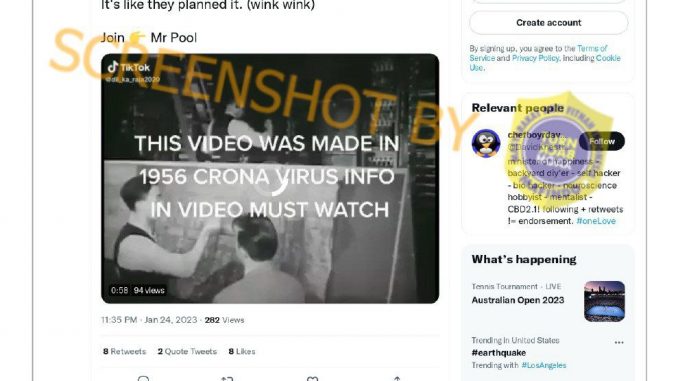 It's like they planned it. (wink wink)
Join Mr Pool
SCREENSHOT BY
TikTok
@dil_ka_raja2020
THIS VIDEO WAS MADE IN
1956 CRONA VIRUS INFO
IN VIDEO MUST WATCH
0:58 94 views
11:35 PM · Jan 24, 2023 · 282 Views
8 Retweets 2 Quote Tweets 8 Likes
Create account
By signing up, you agree to the Terms of
Service and Privacy Policy, including Cookie
Use.
Relevant people
cherboyrdav
Follow
minister of happiness -
backyard diy'er - self hacker
- bio hacker - neuroscience
hobbyist - mentalist -
CBD2.1! following + retweets
!= endorsement. #oneLove
What's happening
Tennis Tournament · LIVE
Australian Open 2023
Trending in United States
#earthquake
Trending with #LosAngeles